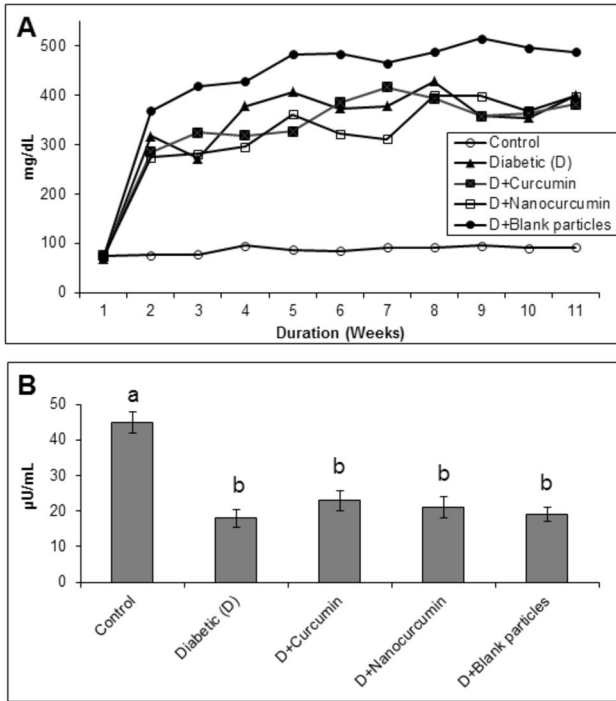 A
mg/dL
500
400
300
200
100
0
Control
Diabetic (D)
D+Curcumin
D+Nanocurcumin
D+Blank particles
1 2 3 4 5 6 7 8 9 10 11
Duration (Weeks)
B
µU/mL
50
40
30
20
10
0
a
b
b
b
b
Control
Diabetic (D)
D+Curcumin
D+Nanocurcumin
D+Blank particles